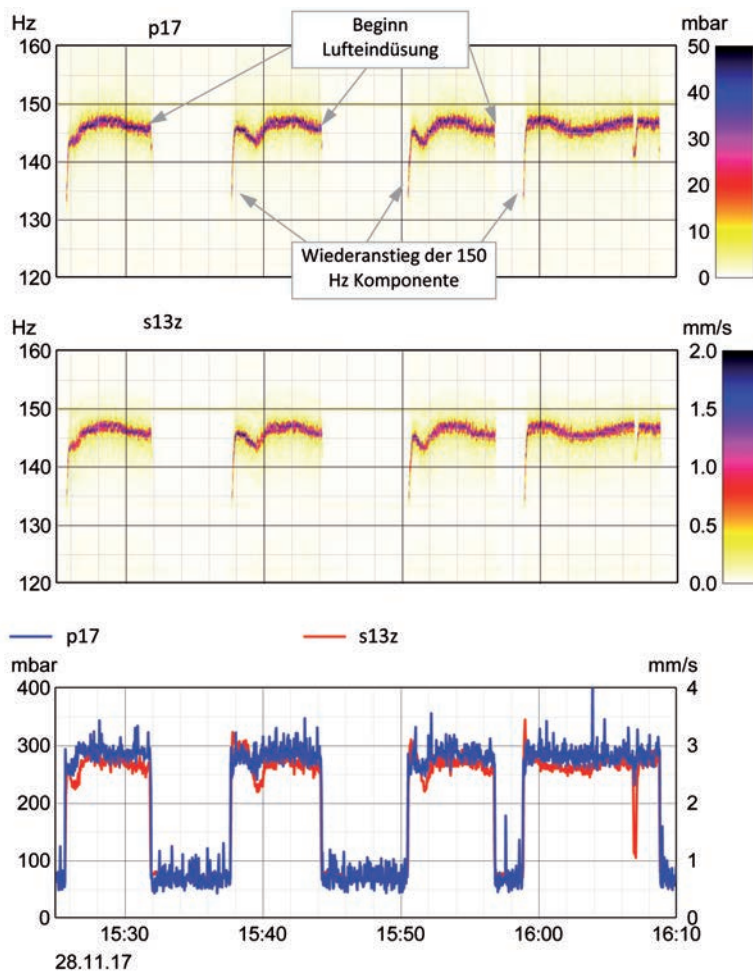 Hz
p17
Beginn
Lufteindüsung
mbar
160
150
140
130
120
50
40
30
20
10
0
Wiederanstieg der 150
Hz Komponente
Hz
s13z
mm/s
160
150
140
130
120
2.0
1.5
1.0
0.5
0.0
p17
s13z
mbar
mm/s
400
300
200
100
0
4
3
2
1
0
15:30 15:40 15:50 16:00 16:10
28.11.17